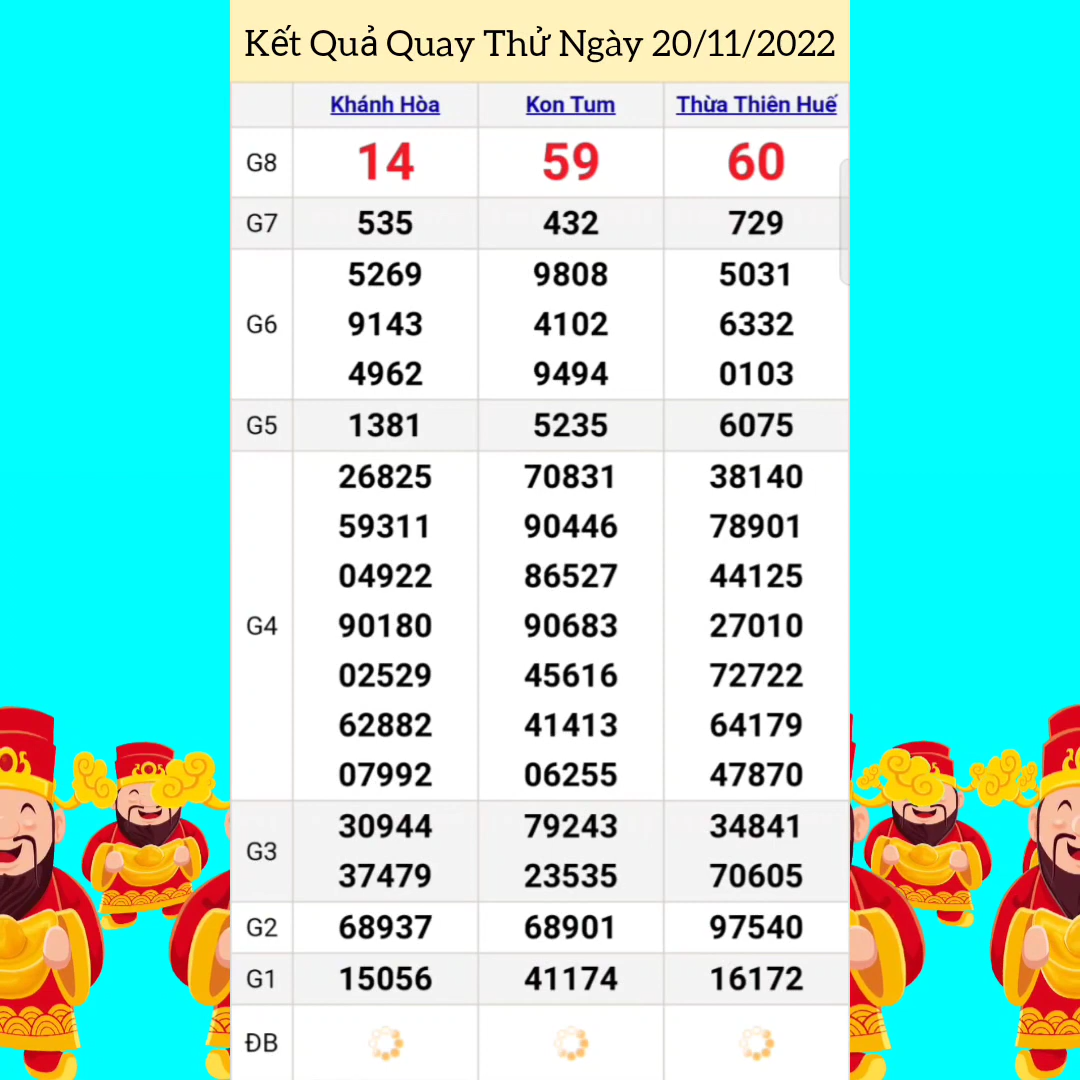 Kết Quả Quay Thử Ngày 20/11/2022
Khánh Hòa Kon Tum Thừa Thiên Huế
G8 14 59 60
G7 535 432 729
5269 9808 5031
G6 9143 4102 6332
4962 9494 0103
G5 1381 5235 6075
26825 70831 38140
59311 90446 78901
04922 86527 44125
G4 90180 90683 27010
02529 45616 72722
62882 41413 64179
07992 06255 47870
G3
30944 79243 34841
37479 23535 70605
G2 68937 68901 97540
G1 15056 41174 16172
ĐB